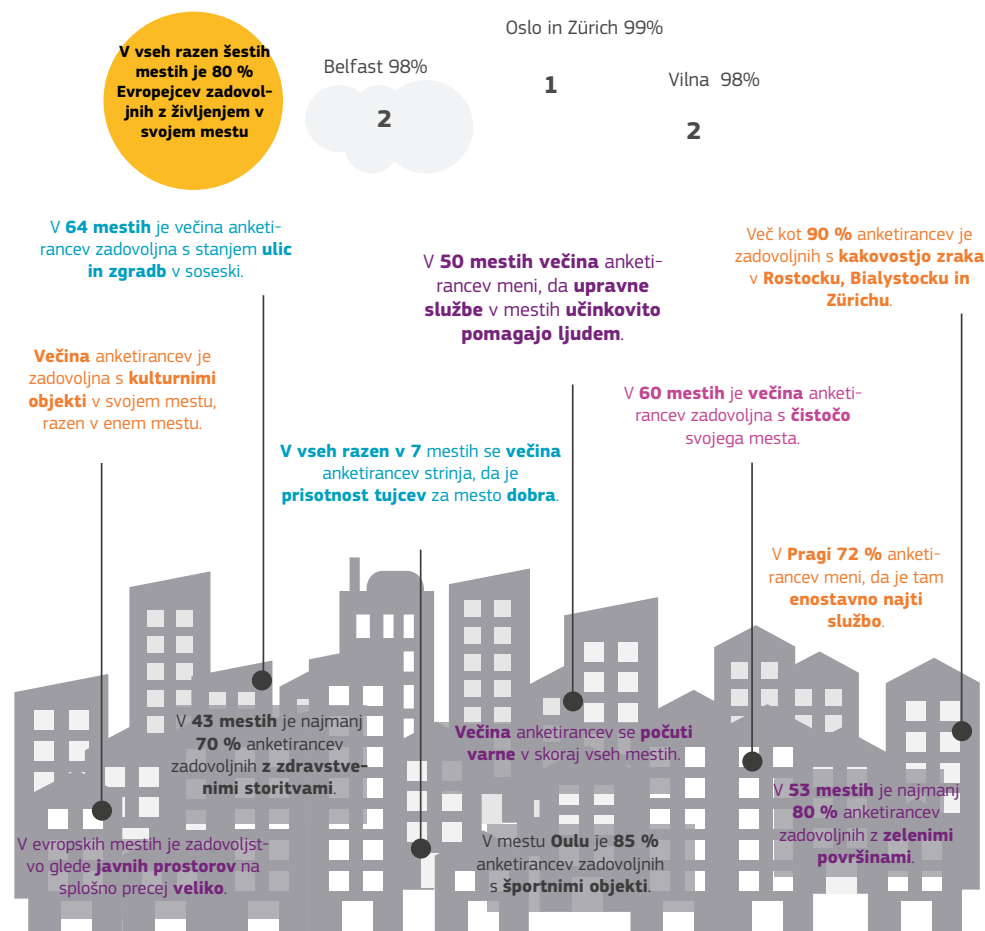 V vseh razen šestih
mestih je 80 %
Evropejcev zadovol-
jnih z življenjem v
svojem mestu
Belfast 98%
2
Oslo in Zürich 99%
1
Vilna 98%
2
V 64 mestih je večina anketi-
rancev zadovoljna s stanjem ulic
in zgradb v soseski.
V 50 mestih večina anketi-
rancev meni, da upravne
službe v mestih učinkovito
pomagajo ljudem.
Več kot 90 % anketirancev je
zadovoljnih s kakovostjo zraka
v Rostocku, Bialystocku in
Zürichu.
Večina anketirancev je
zadovoljna s kulturnimi
objekti v svojem mestu,
razen v enem mestu.
V 60 mestih je večina anketi-
rancev zadovoljna s čistočo
svojega mesta.
V vseh razen v 7 mestih se večina
anketirancev strinja, da je
prisotnost tujcev za mesto dobra.
V Pragi 72 % anketi-
rancev meni, da je tam
enostavno najti
službo.
V 43 mestih je najmanj
70 % anketirancev
zadovoljnih z zdravstve-
nimi storitvami.
Večina anketirancev se počuti
varne v skoraj vseh mestih.
V 53 mestih je najmanj
80 % anketirancev
zadovoljnih z zelenimi
površinami.
V evropskih mestih je zadovoljst-
vo glede javnih prostorov na
splošno precej veliko.
V mestu Oulu je 85 %
anketirancev zadovoljnih
s športnimi objekti.